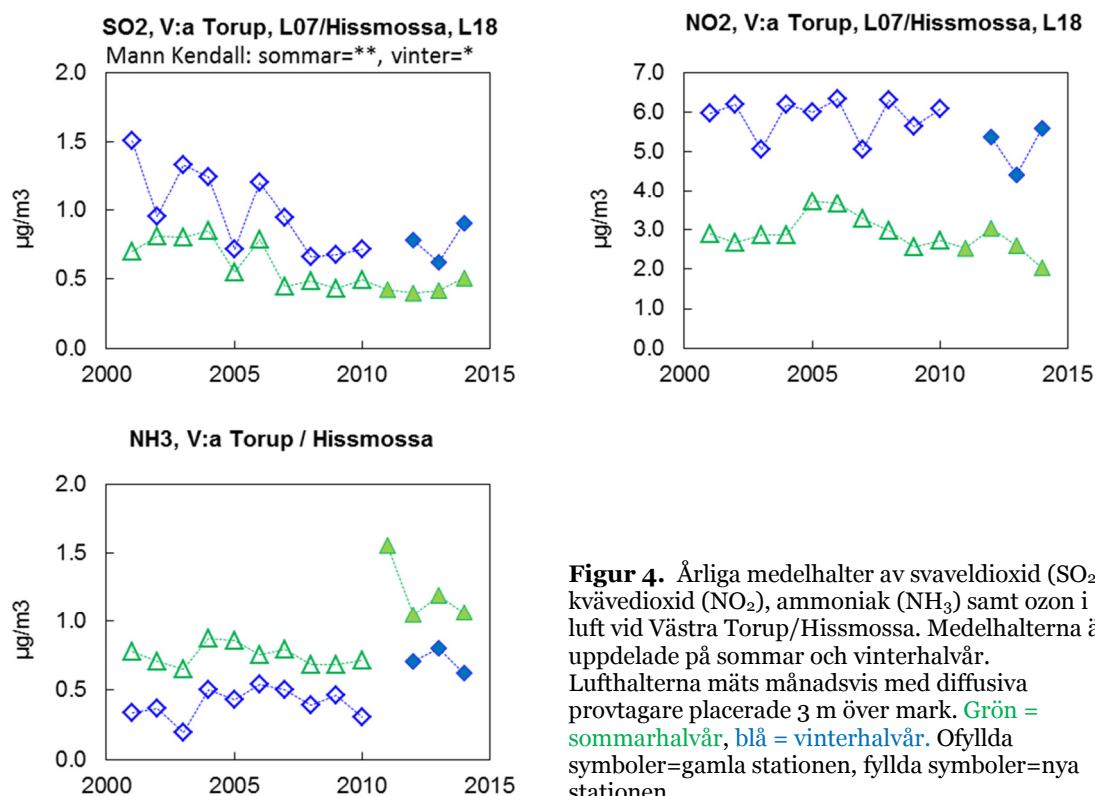 SO2, V:a Torup, L07/Hissmossa, L18
Mann Kendall: sommar=**, vinter=*
2.0
1.5
1.0
0.5
0.0
µg/m3
2000 2005 2010 2015
NO2, V:a Torup, L07/Hissmossa, L18
7.0
6.0
5.0
4.0
3.0
2.0
1.0
0.0
µg/m3
2000 2005 2010 2015
NH3, V:a Torup / Hissmossa
2.0
1.5
1.0
0.5
0.0
µg/m3
2000 2005 2010 2015
Figur 4. Årliga medelhalter av svaveldioxid (SO₂
kvävedioxid (NO₂), ammoniak (NH₃) samt ozon i
luft vid Västra Torup/Hissmossa. Medelhalterna ä
uppdelade på sommar och vinterhalvår.
Lufthalterna mäts månadsvis med diffusiva
provtagare placerade 3 m över mark. Grön =
sommarhalvår, blå = vinterhalvår. Ofyllda
symboler=gamla stationen, fyllda symboler=nya
stationen